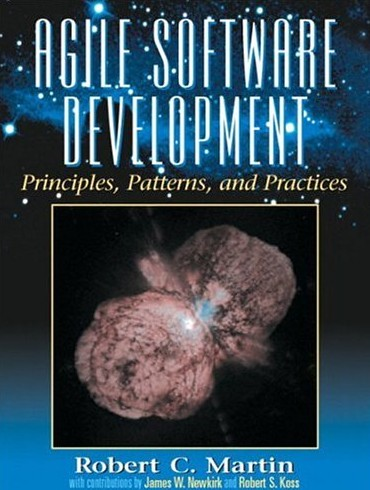 AGILE SOFTWARE
DEVELOPMENT
Principles, Patterns, and Practices
Robert C. Martin
with contributions by James W. Newkirk and Robert S. Koss